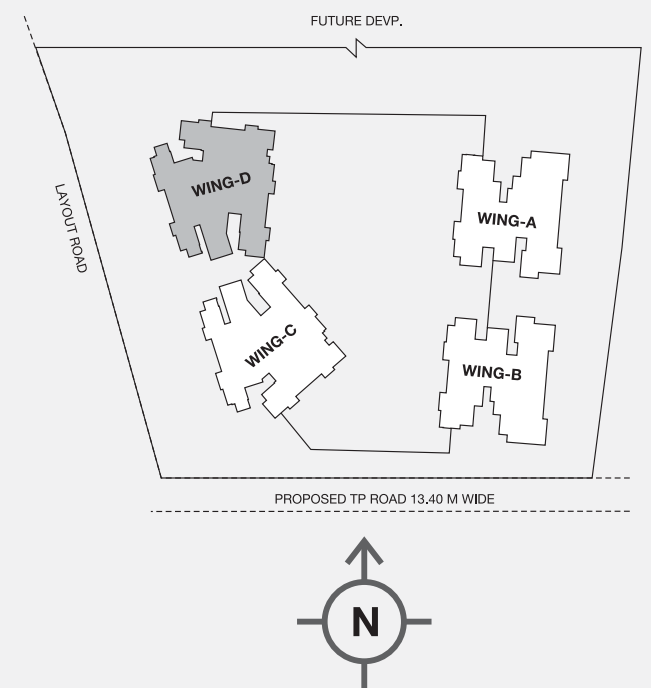 FUTURE DEVP.
LAYOUT ROAD
WING-D
WING-A
WING-C
WING-B
PROPOSED TP ROAD 13.40 M WIDE
N